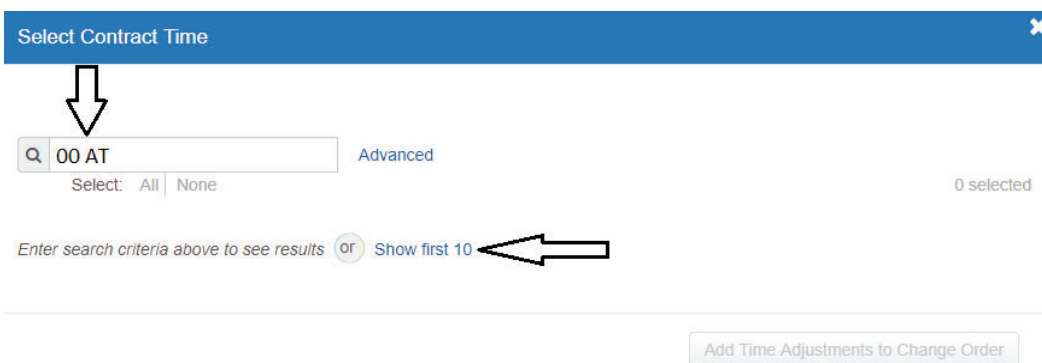 Select Contract Time
00 AT Advanced
Select: All None 0 selected
Enter search criteria above to see results or Show first 10
Add Time Adjustments to Change Order